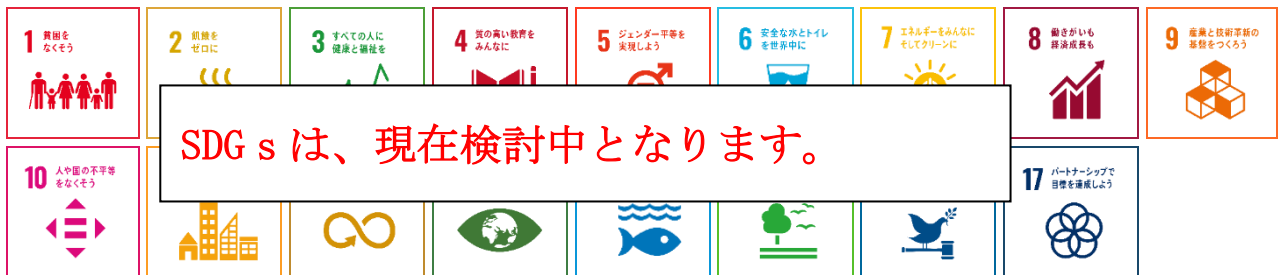 1 貧困を
なくそう
2 飢餓を
ゼロに
3 すべての人に
健康と福祉を
4 質の高い教育を
みんなに
5 ジェンダー平等を
実現しよう
6 安全な水とトイレ
を世界中に
7 エネルギーをみんなに
そしてクリーンに
8 働きがいも
経済成長も
9 産業と技術革新の
基盤をつくろう
SDGsは、現在検討中となります。
10 人や国の不平等
をなくそう
17 パートナーシップで
目標を達成しよう